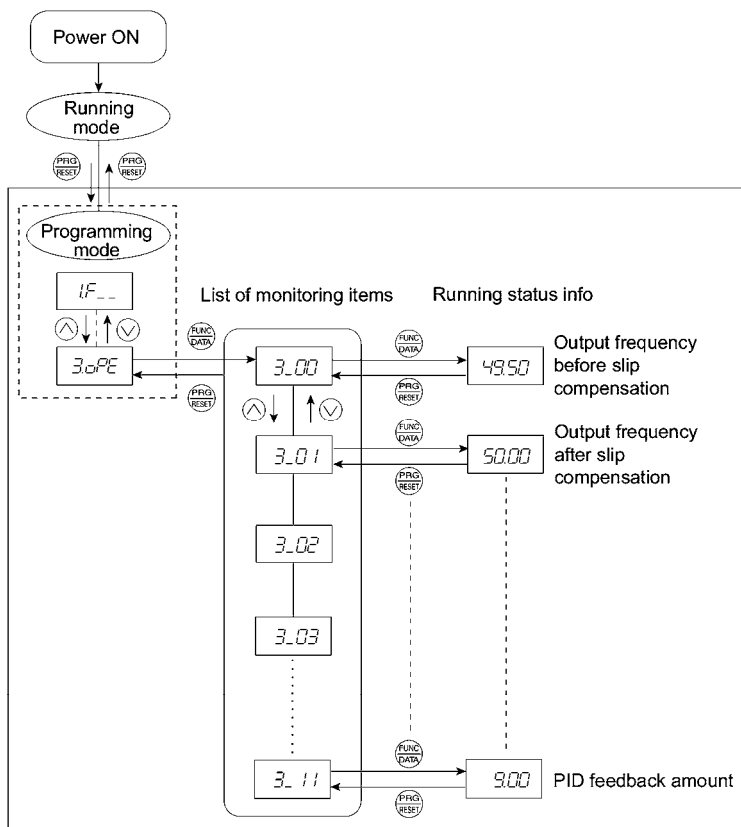 Power ON
Running
mode
PRG
RESET
PRG
RESET
Programming
mode
1.F_ _
3.oPE
List of monitoring items
Running status info
FUNC
DATA
PRG
RESET
3_00
FUNC
DATA
PRG
RESET
49.50
Output frequency
before slip
compensation
3_01
FUNC
DATA
PRG
RESET
50.00
Output frequency
after slip
compensation
3_02
3_03
3_11
FUNC
DATA
PRG
RESET
9.00
PID feedback amount